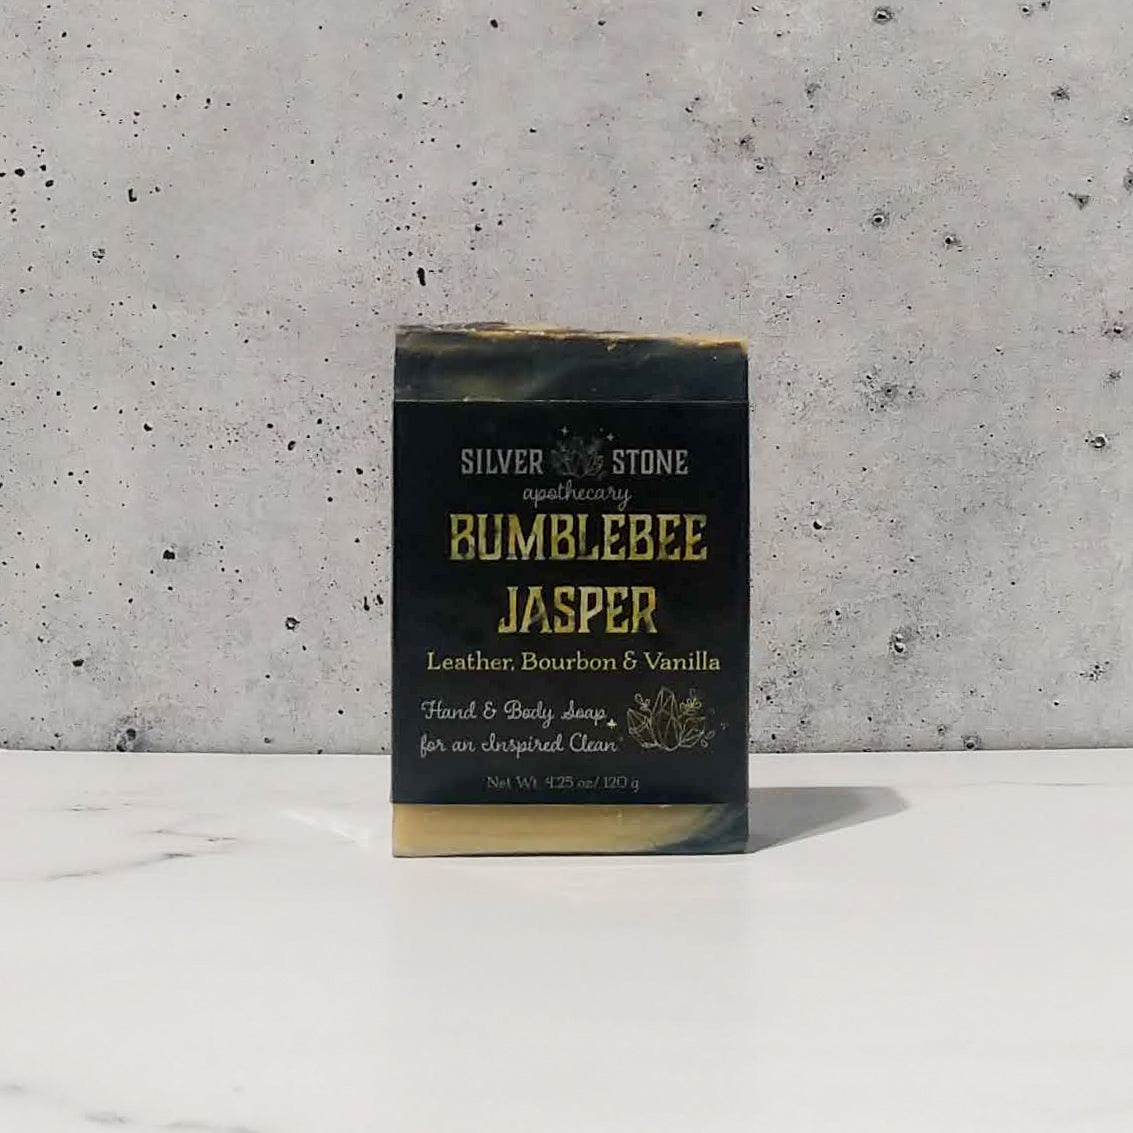 SILVER STONE
apothecary
BUMBLEBEE
JASPER
Leather, Bourbon & Vanilla
Hand & Body Soap
for an Inspired Clean
Net Wt. 4.25 oz/ 120 g